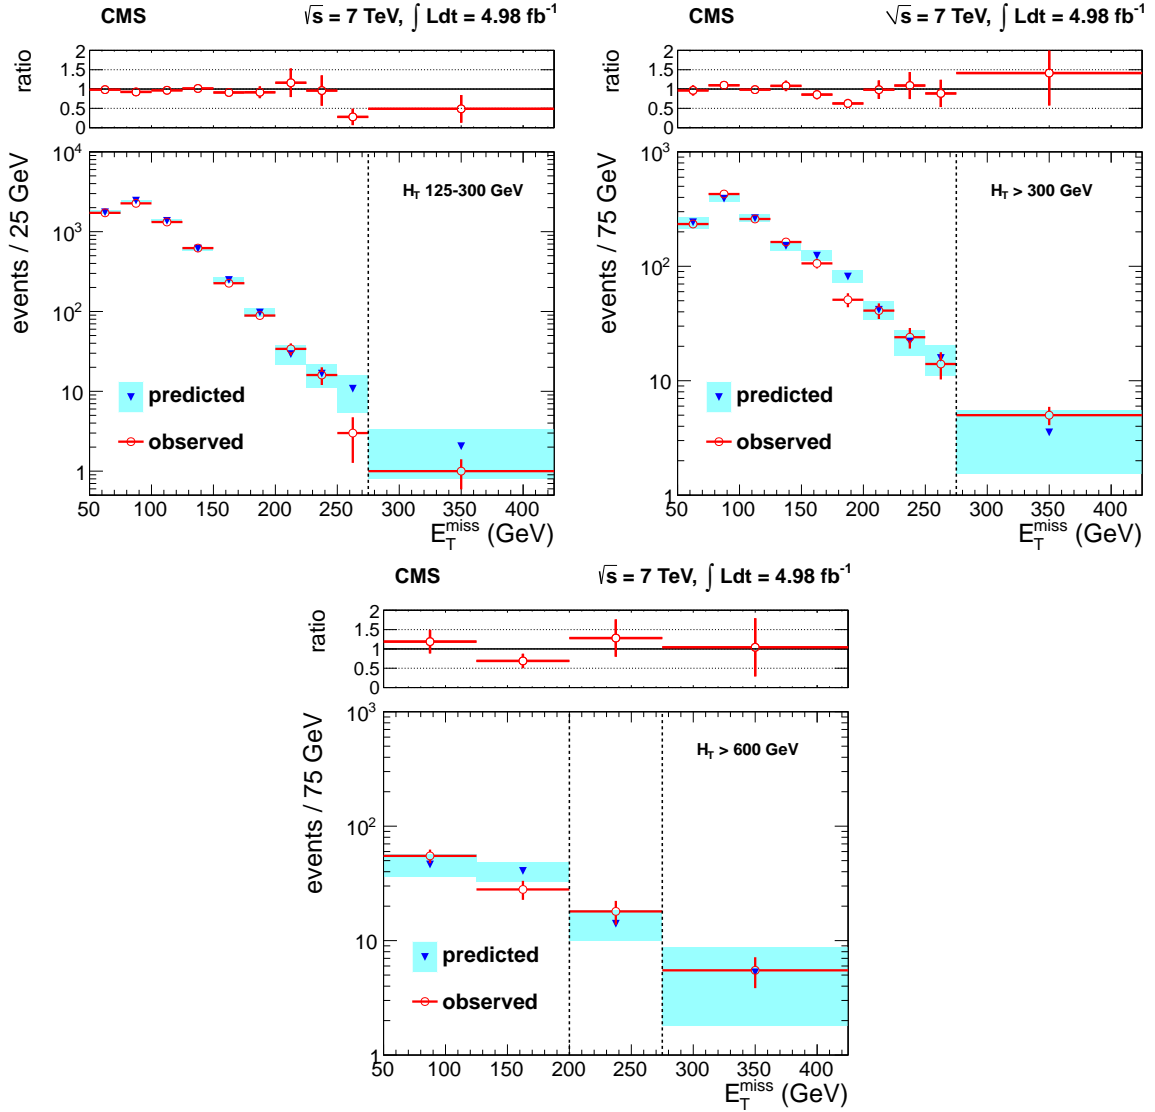 CMS
√s = 7 TeV, ∫ Ldt = 4.98 fb⁻¹
ratio
2
1.5
1
0.5
0
events / 25 GeV
10⁴
10³
10²
10
1
H_T 125-300 GeV
predicted
observed
50 100 150 200 250 300 350 400
E_T^miss (GeV)
CMS
√s = 7 TeV, ∫ Ldt = 4.98 fb⁻¹
ratio
2
1.5
1
0.5
0
events / 75 GeV
10³
10²
10
1
H_T > 300 GeV
predicted
observed
50 100 150 200 250 300 350 400
E_T^miss (GeV)
CMS
√s = 7 TeV, ∫ Ldt = 4.98 fb⁻¹
ratio
2
1.5
1
0.5
0
events / 75 GeV
10³
10²
10
1
H_T > 600 GeV
predicted
observed
50 100 150 200 250 300 350 400
E_T^miss (GeV)